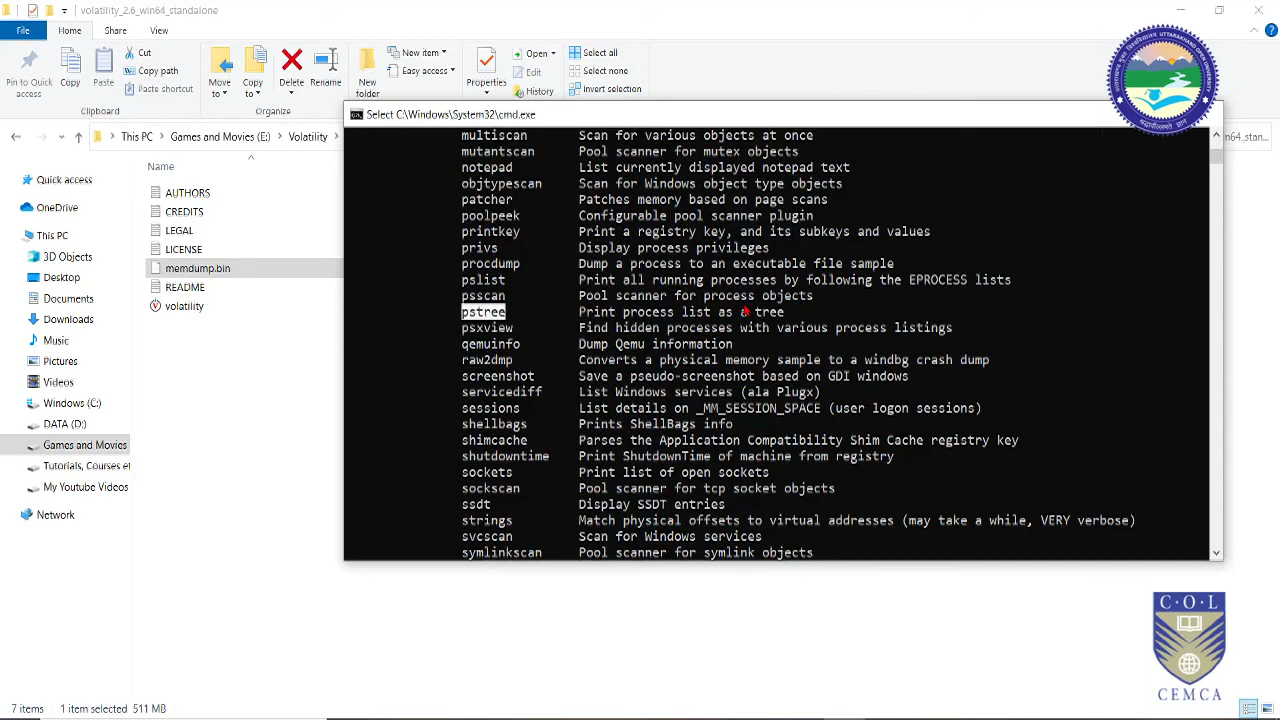 volatility_2.6_win64_standalone
File
Home
Share
View
Pin to Quick access
Copy
Paste
Cut
Copy path
Paste shortcut
Clipboard
Move to
Copy to
Delete
Rename
Organize
New folder
New item
Easy access
Properties
Open
Edit
History
Select all
Select none
Invert selection
This PC
Games and Movies (E:)
Volatility
n64_stan...
Name
Quick access
OneDrive
This PC
3D Objects
Desktop
Documents
Downloads
Music
Pictures
Videos
Windows (C:)
DATA (D:)
Games and Movies
Tutorials, Courses et
My Youtube Videos
Network
AUTHORS
CREDITS
LEGAL
LICENSE
memdump.bin
README
volatility
Select C:\Windows\System32\cmd.exe
multiscan Scan for various objects at once
mutantscan Pool scanner for mutex objects
notepad List currently displayed notepad text
objtypescan Scan for Windows object type objects
patcher Patches memory based on page scans
poolpeek Configurable pool scanner plugin
printkey Print a registry key, and its subkeys and values
privs Display process privileges
procdump Dump a process to an executable file sample
pslist Print all running processes by following the EPROCESS lists
psscan Pool scanner for process objects
pstree Print process list as a tree
psxview Find hidden processes with various process listings
qemuinfo Dump Qemu information
raw2dmp Converts a physical memory sample to a windbg crash dump
screenshot Save a pseudo-screenshot based on GDI windows
servicediff List Windows services (ala Plugx)
sessions List details on _MM_SESSION_SPACE (user logon sessions)
shellbags Prints ShellBags info
shimcache Parses the Application Compatibility Shim Cache registry key
shutdowntime Print ShutdownTime of machine from registry
sockets Print list of open sockets
sockscan Pool scanner for tcp socket objects
ssdt Display SSDT entries
strings Match physical offsets to virtual addresses (may take a while, VERY verbose)
svcscan Scan for Windows services
symlinkscan Pool scanner for symlink objects
UTTARAKHAND OPEN UNIVERSITY
C·O·L
CEMCA
7 items
1 item selected 511 MB